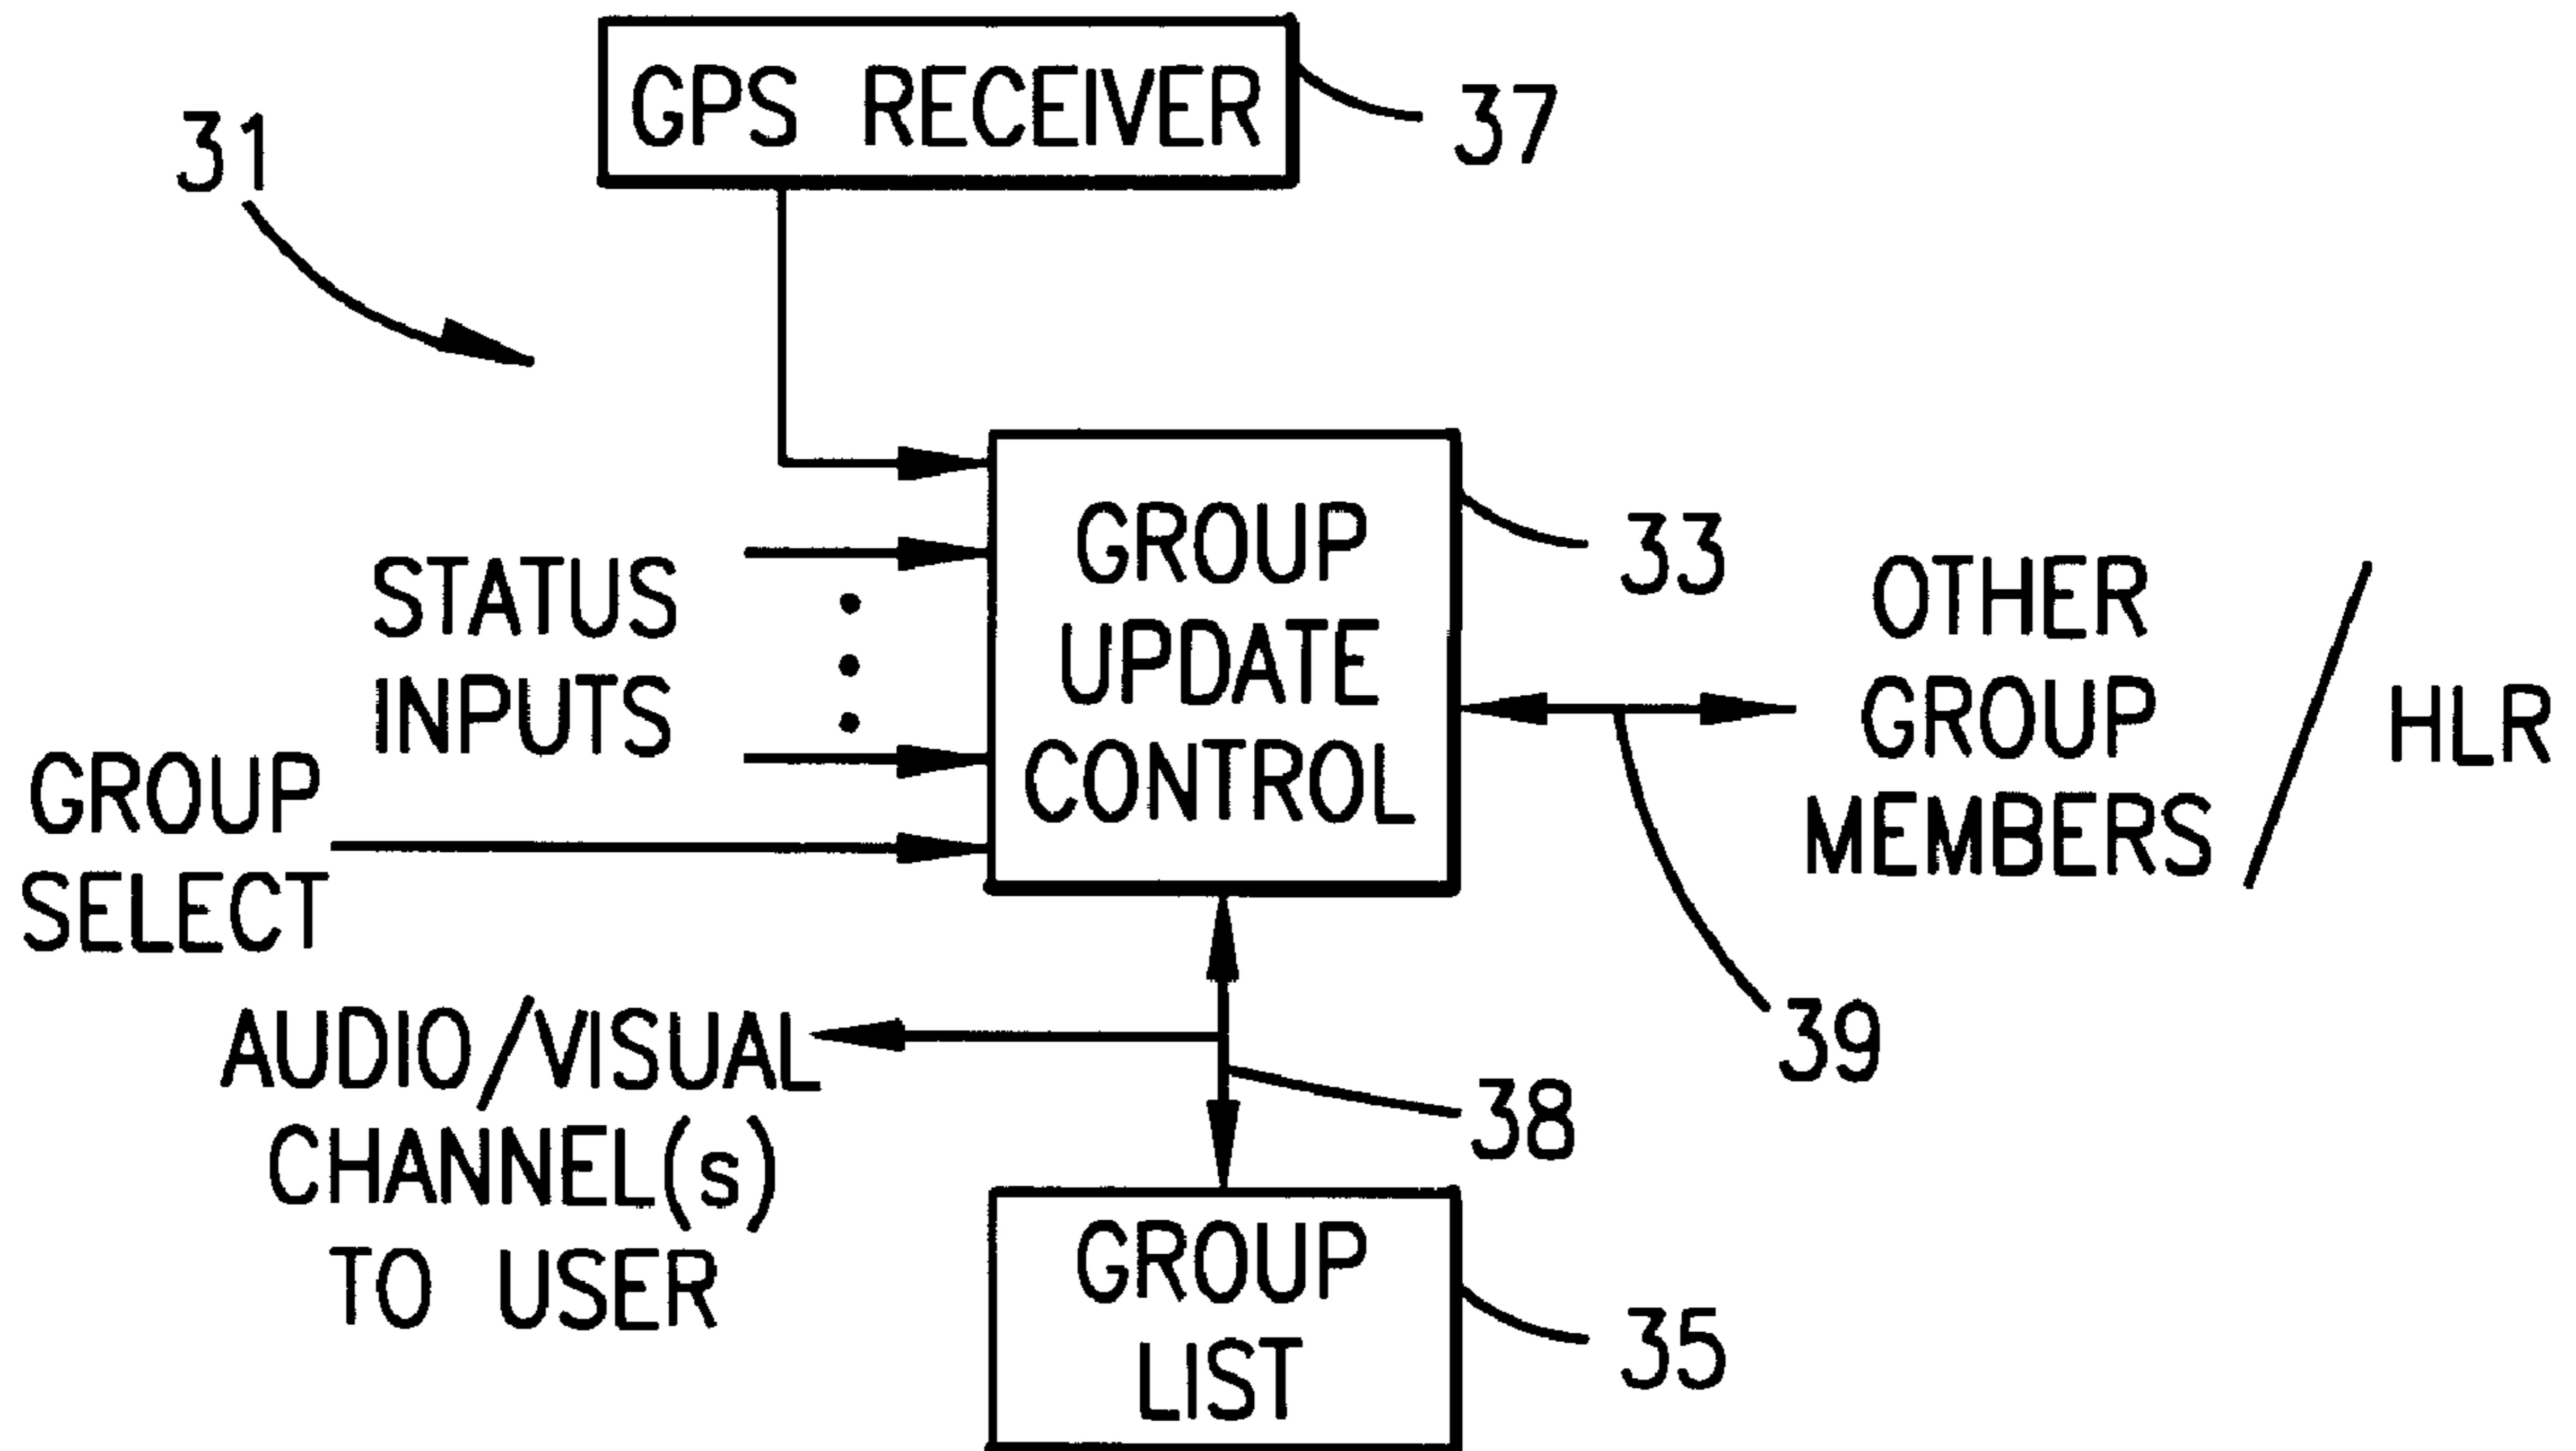 GPS RECEIVER
37
31
GROUP
UPDATE
CONTROL
33
STATUS
INPUTS
GROUP
SELECT
OTHER
GROUP
MEMBERS
/ HLR
39
AUDIO/VISUAL
CHANNEL(s)
TO USER
38
GROUP
LIST
35